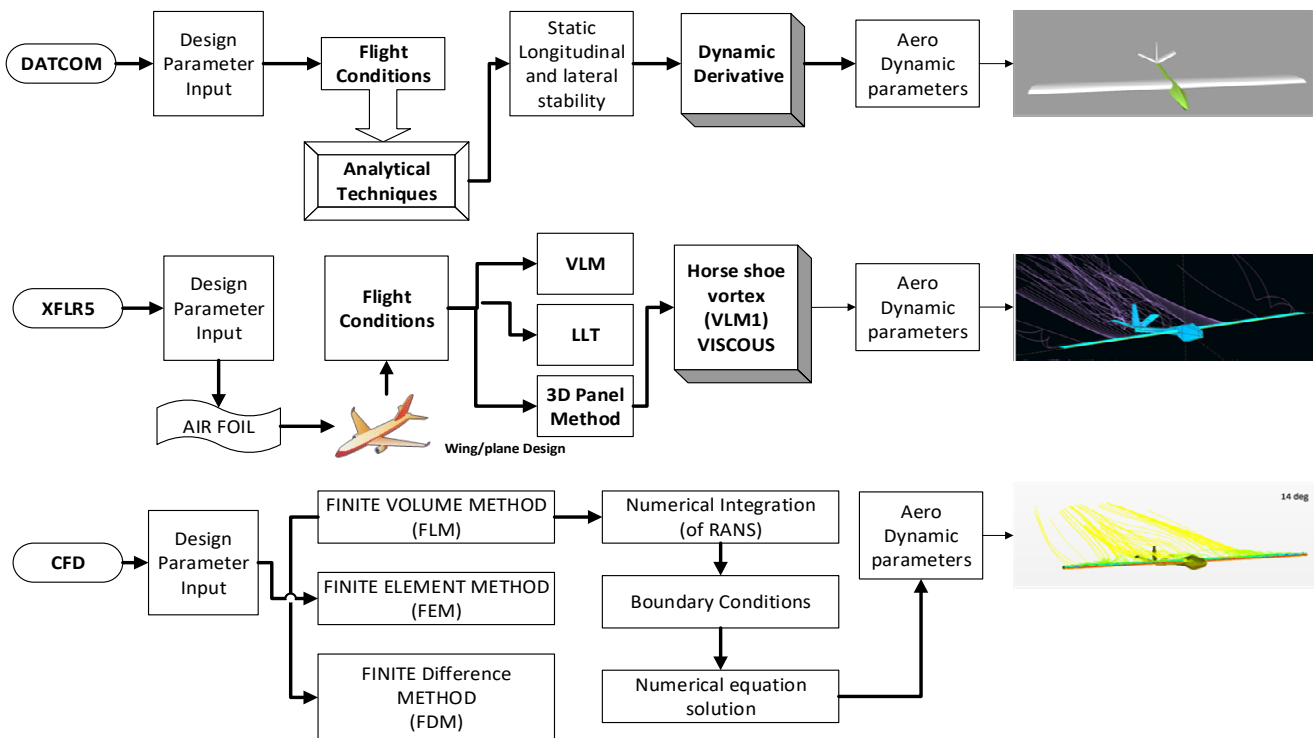 DATCOM
Design
Parameter
Input
Flight
Conditions
Analytical
Techniques
Static
Longitudinal
and lateral
stability
Dynamic
Derivative
Aero
Dynamic
parameters
XFLR5
Design
Parameter
Input
AIR FOIL
Wing/plane Design
Flight
Conditions
VLM
LLT
3D Panel
Method
Horse shoe
vortex
(VLM1)
VISCOUS
Aero
Dynamic
parameters
CFD
Design
Parameter
Input
FINITE VOLUME METHOD
(FLM)
FINITE ELEMENT METHOD
(FEM)
FINITE Difference
METHOD
(FDM)
Numerical Integration
(of RANS)
Boundary Conditions
Numerical equation
solution
Aero
Dynamic
parameters
14 deg